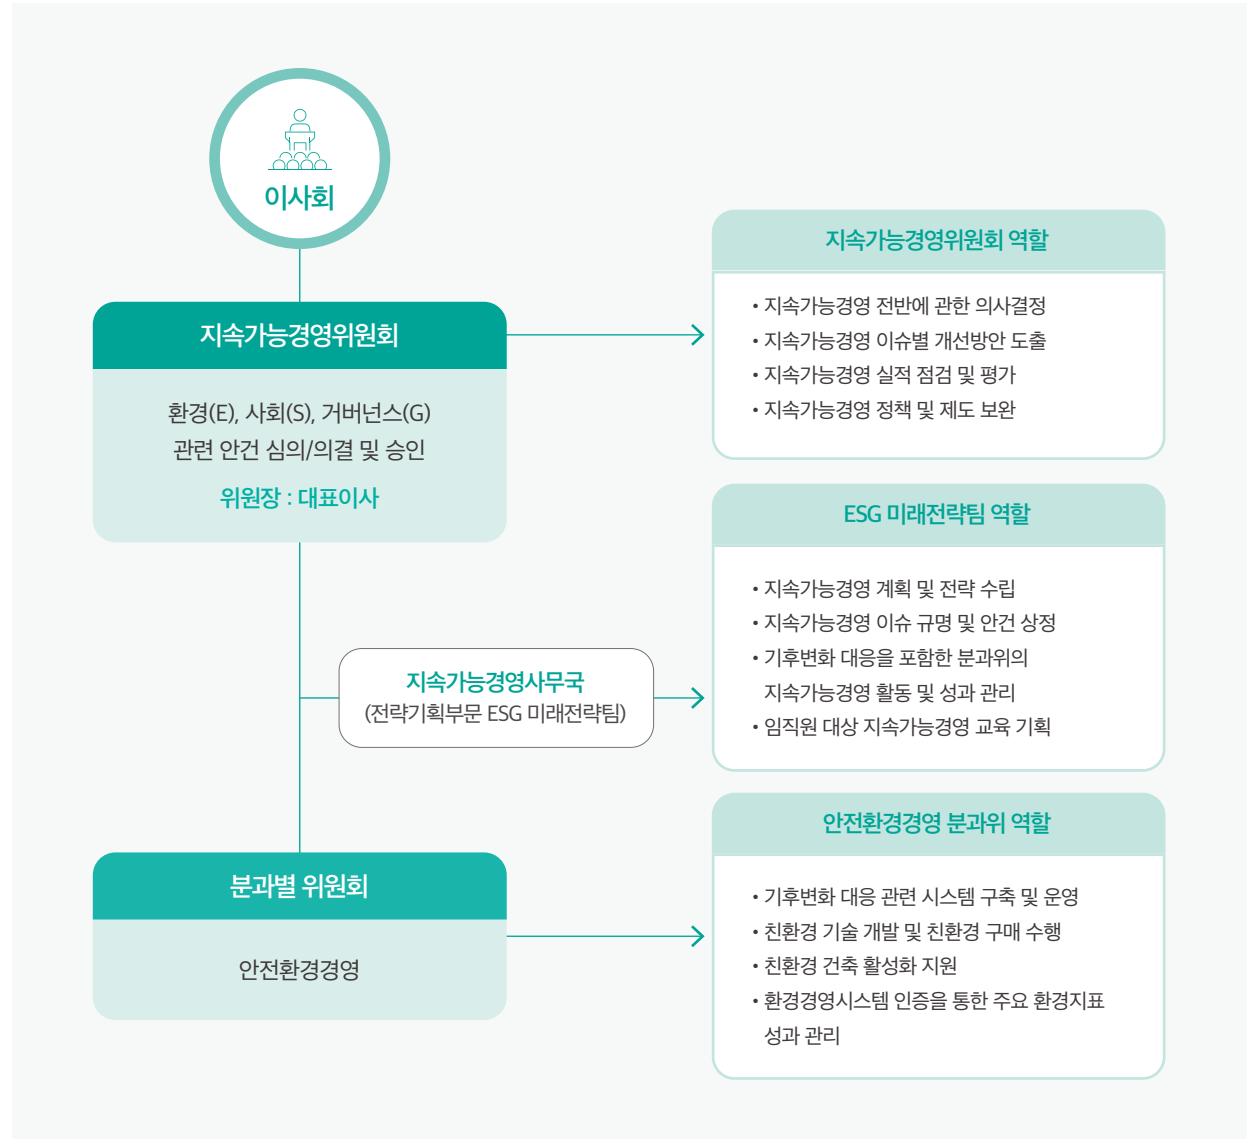 이사회
지속가능경영위원회
환경(E), 사회(S), 거버넌스(G)
관련 안건 심의/의결 및 승인
위원장 : 대표이사
지속가능경영위원회 역할
• 지속가능경영 전반에 관한 의사결정
• 지속가능경영 이슈별 개선방안 도출
• 지속가능경영 실적 점검 및 평가
• 지속가능경영 정책 및 제도 보완
지속가능경영사무국
(전략기획부문 ESG 미래전략팀)
ESG 미래전략팀 역할
• 지속가능경영 계획 및 전략 수립
• 지속가능경영 이슈 규명 및 안건 상정
• 기후변화 대응을 포함한 분과위의
지속가능경영 활동 및 성과 관리
• 임직원 대상 지속가능경영 교육 기획
분과별 위원회
안전환경경영
안전환경경영 분과위 역할
• 기후변화 대응 관련 시스템 구축 및 운영
• 친환경 기술 개발 및 친환경 구매 수행
• 친환경 건축 활성화 지원
• 환경경영시스템 인증을 통한 주요 환경지표
성과 관리